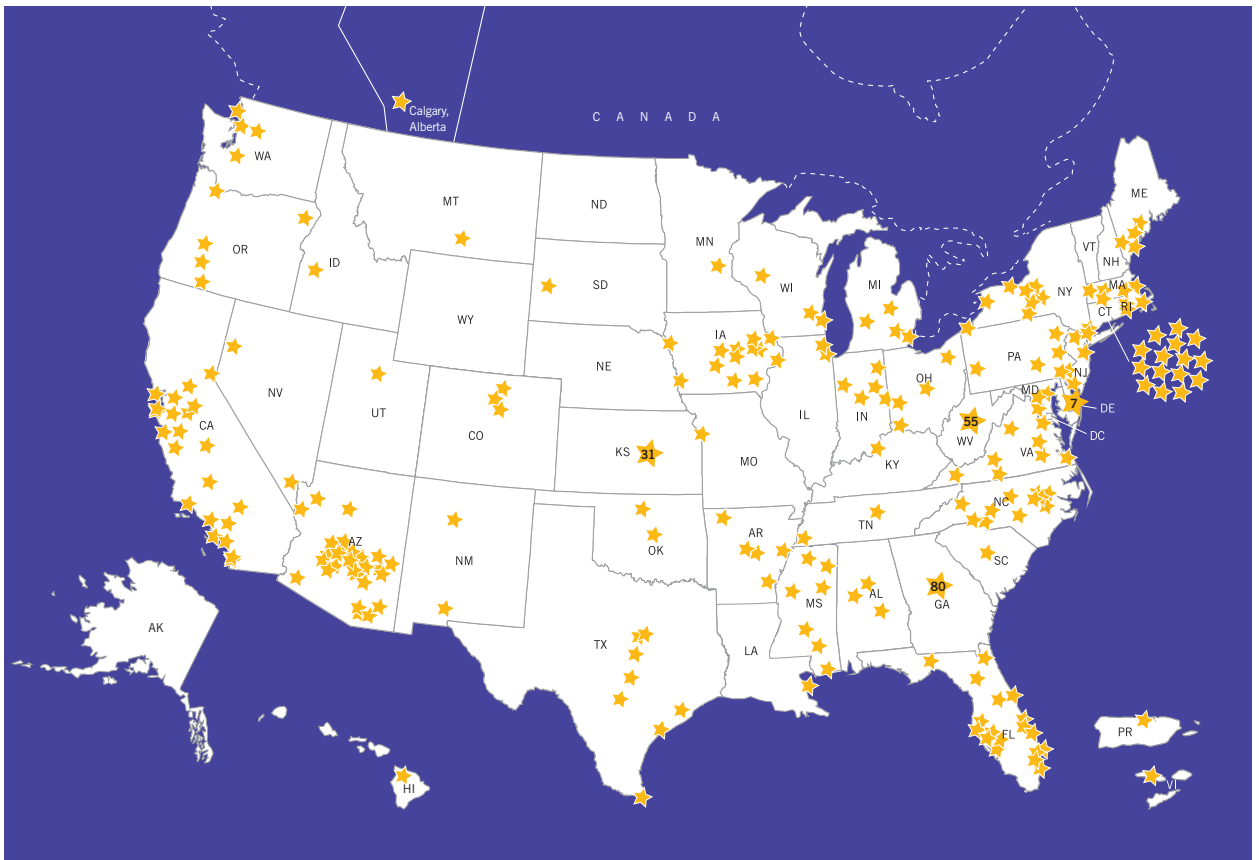 Calgary,
Alberta
C A N A D A
WA
MT
ND
MN
ME
OR
ID
SD
WI
MI
VT
NH
NY
MA
CT
RI
WY
IA
NE
PA
NJ
OH
MD
NV
UT
CO
IL
IN
7
DE
DC
CA
KS
31
MO
55
WV
VA
KY
NC
AZ
NM
OK
AR
TN
SC
MS
AL
80
GA
AK
TX
LA
FL
PR
HI
VI